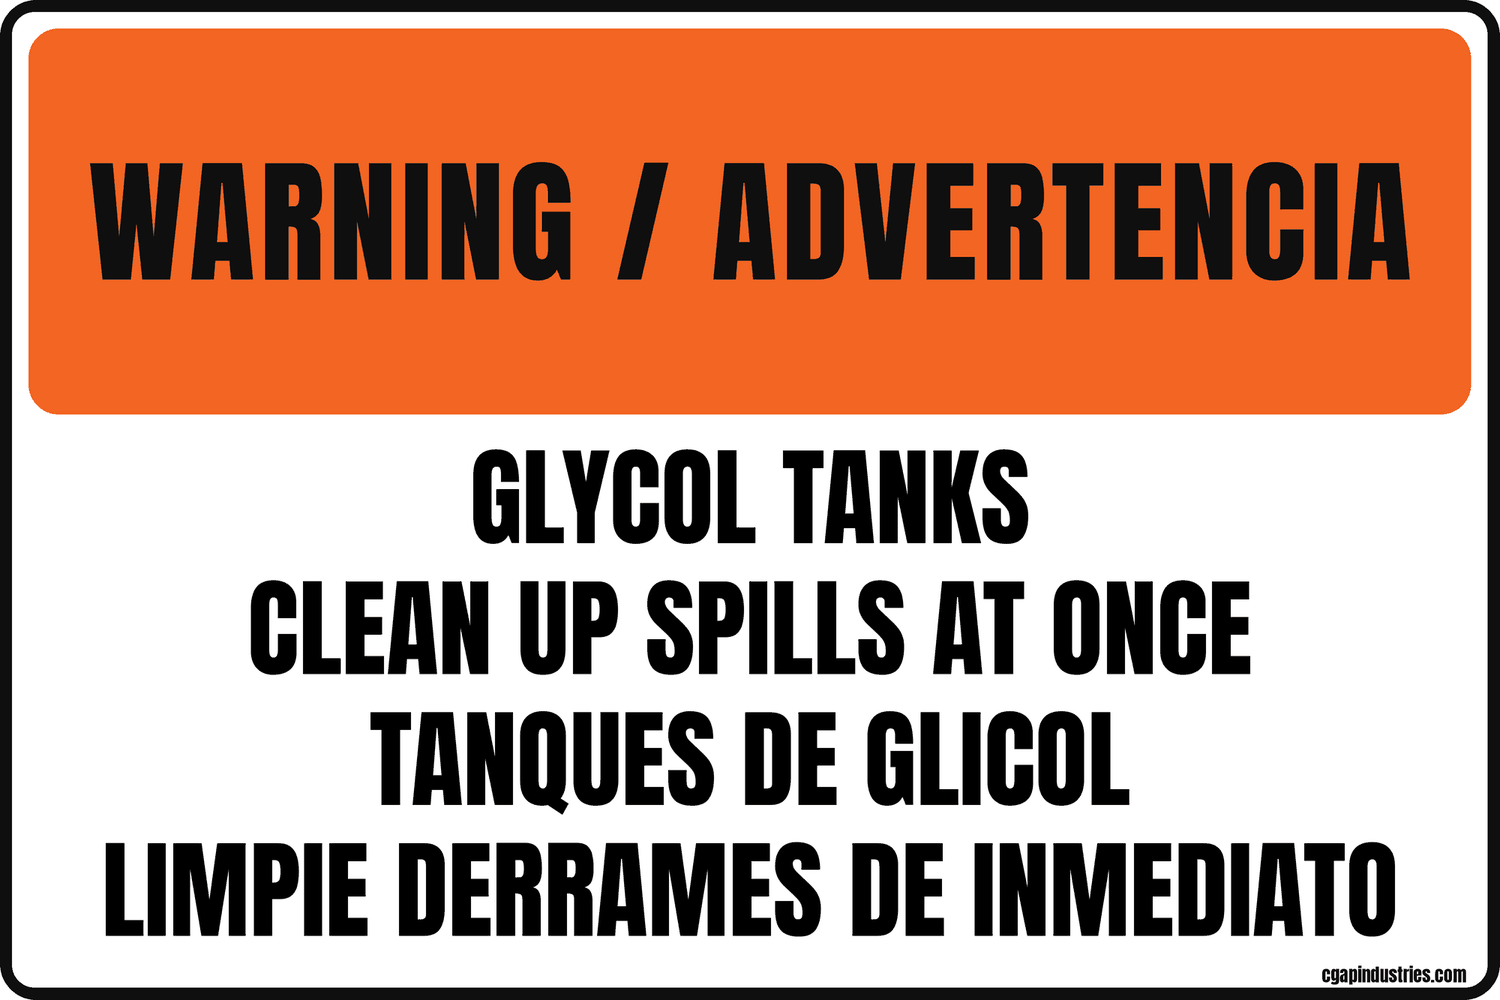 WARNING / ADVERTENCIA
GLYCOL TANKS
CLEAN UP SPILLS AT ONCE
TANQUES DE GLICOL
LIMPIE DERRAMES DE INMEDIATO
cgapindustries.com